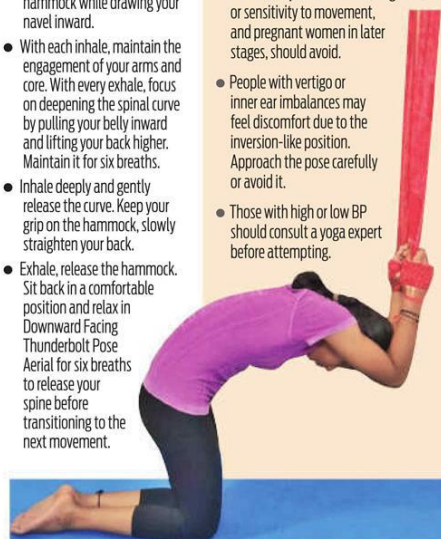 hammock while drawing your
navel inward.
● With each inhale, maintain the
engagement of your arms and
core. With every exhale, focus
on deepening the spinal curve
by pulling your belly inward
and lifting your back higher.
Maintain it for six breaths.
● Inhale deeply and gently
release the curve. Keep your
grip on the hammock, slowly
straighten your back.
● Exhale, release the hammock.
Sit back in a comfortable
position and relax in
Downward Facing
Thunderbolt Pose
Aerial for six breaths
to release your
spine before
transitioning to the
next movement.
or sensitivity to movement,
and pregnant women in later
stages, should avoid.
● People with vertigo or
inner ear imbalances may
feel discomfort due to the
inversion-like position.
Approach the pose carefully
or avoid it.
● Those with high or low BP
should consult a yoga expert
before attempting.